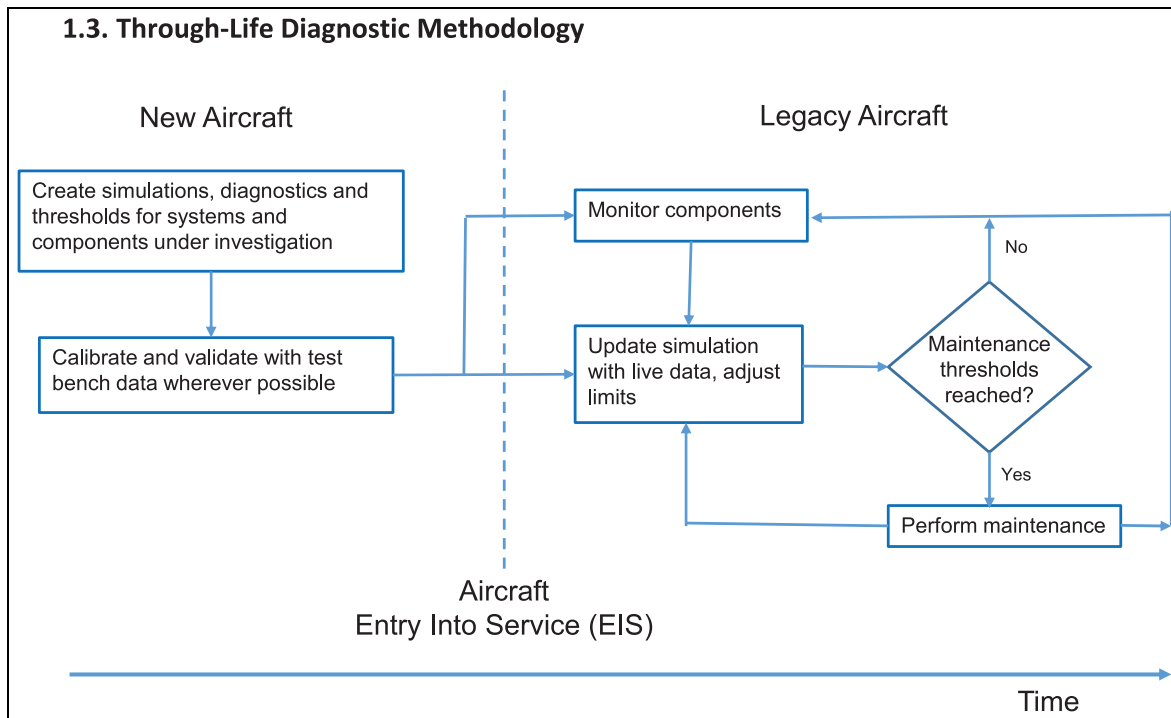 1.3. Through-Life Diagnostic Methodology
New Aircraft
Legacy Aircraft
Create simulations, diagnostics and
thresholds for systems and
components under investigation
Monitor components
No
Calibrate and validate with test
bench data wherever possible
Update simulation
with live data, adjust
limits
Maintenance
thresholds
reached?
Yes
Perform maintenance
Aircraft
Entry Into Service (EIS)
Time